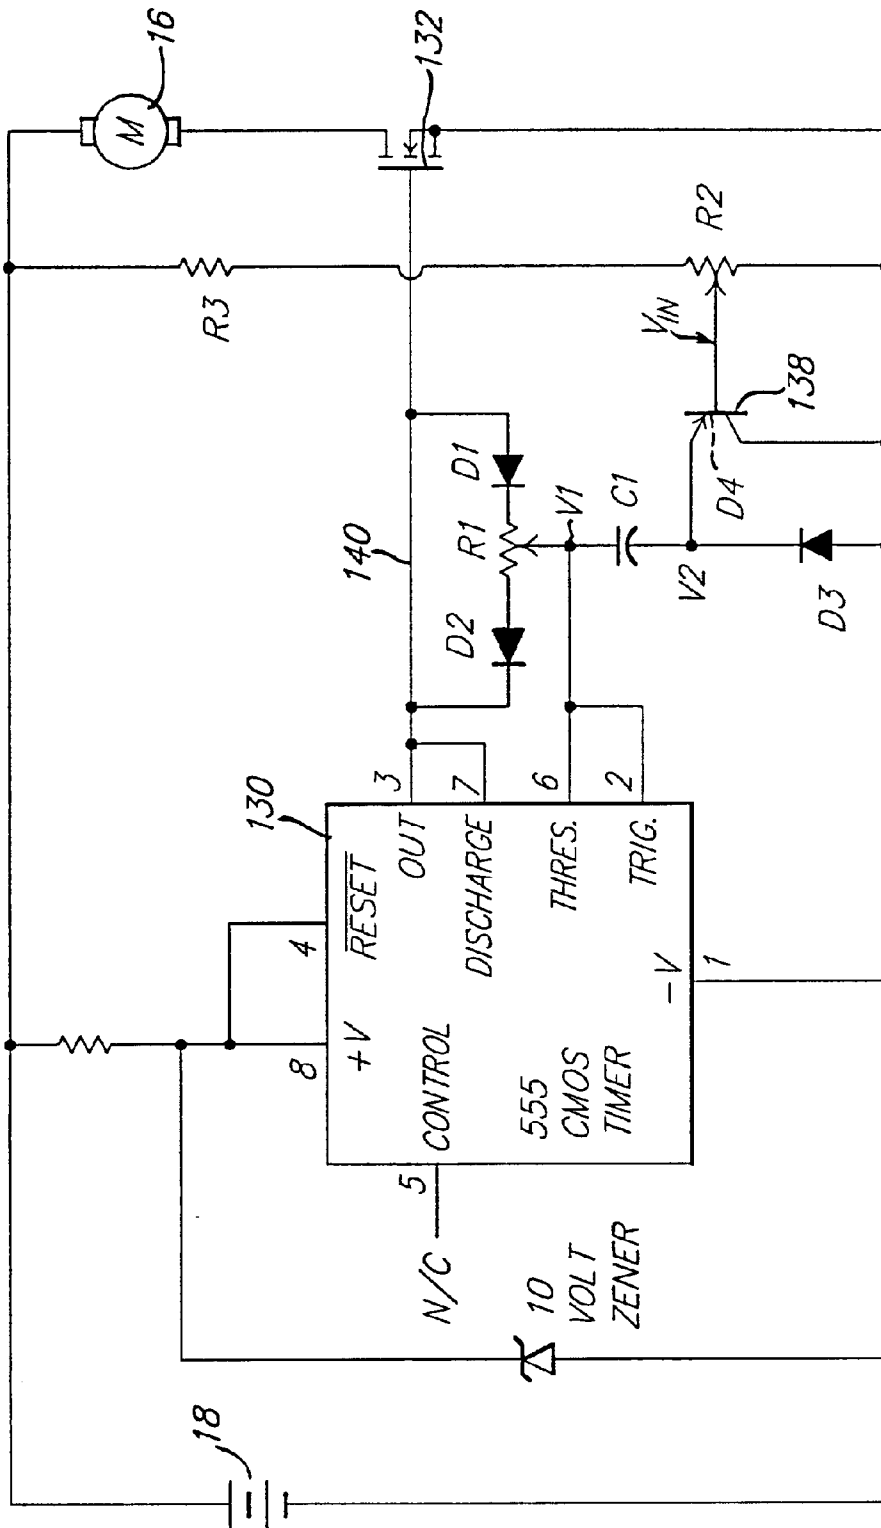 16
M
132
R3
R2
VIN
138
D4
140
D1
R1
D2
V1
C1
V2
D3
130
3
7
6
2
4
8
5
1
RESET
OUT
DISCHARGE
THRES.
TRIG.
+V
CONTROL
-V
555
CMOS
TIMER
N/C
10
VOLT
ZENER
18